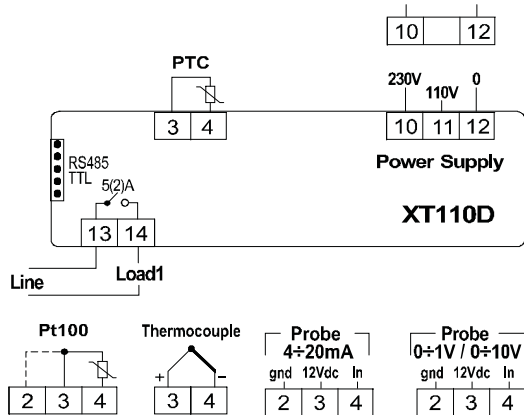 10 12
PTC
230V 110V 0
3 4
10 11 12
RS485
TTL
Power Supply
5(2)A
XT110D
13 14
Line
Load1
Pt100
Thermocouple
Probe
4÷20mA
Probe
0÷1V / 0÷10V
+ -
gnd 12Vdc In
gnd 12Vdc In
2 3 4
3 4
2 3 4
2 3 4